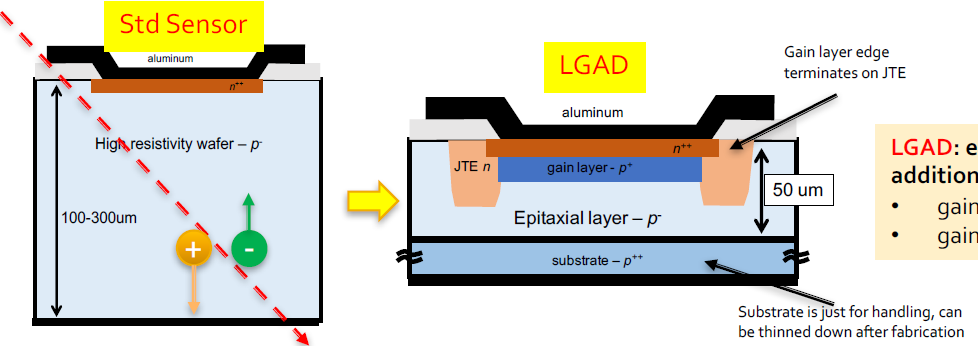 Std Sensor
aluminum
n++
High resistivity wafer – p-
100-300um
+
-
LGAD
aluminum
Gain layer edge
terminates on JTE
n++
JTE n
gain layer - p+
50 um
Epitaxial layer – p-
substrate – p++
Substrate is just for handling, can
be thinned down after fabrication
LGAD: e
addition
• gain
• gain